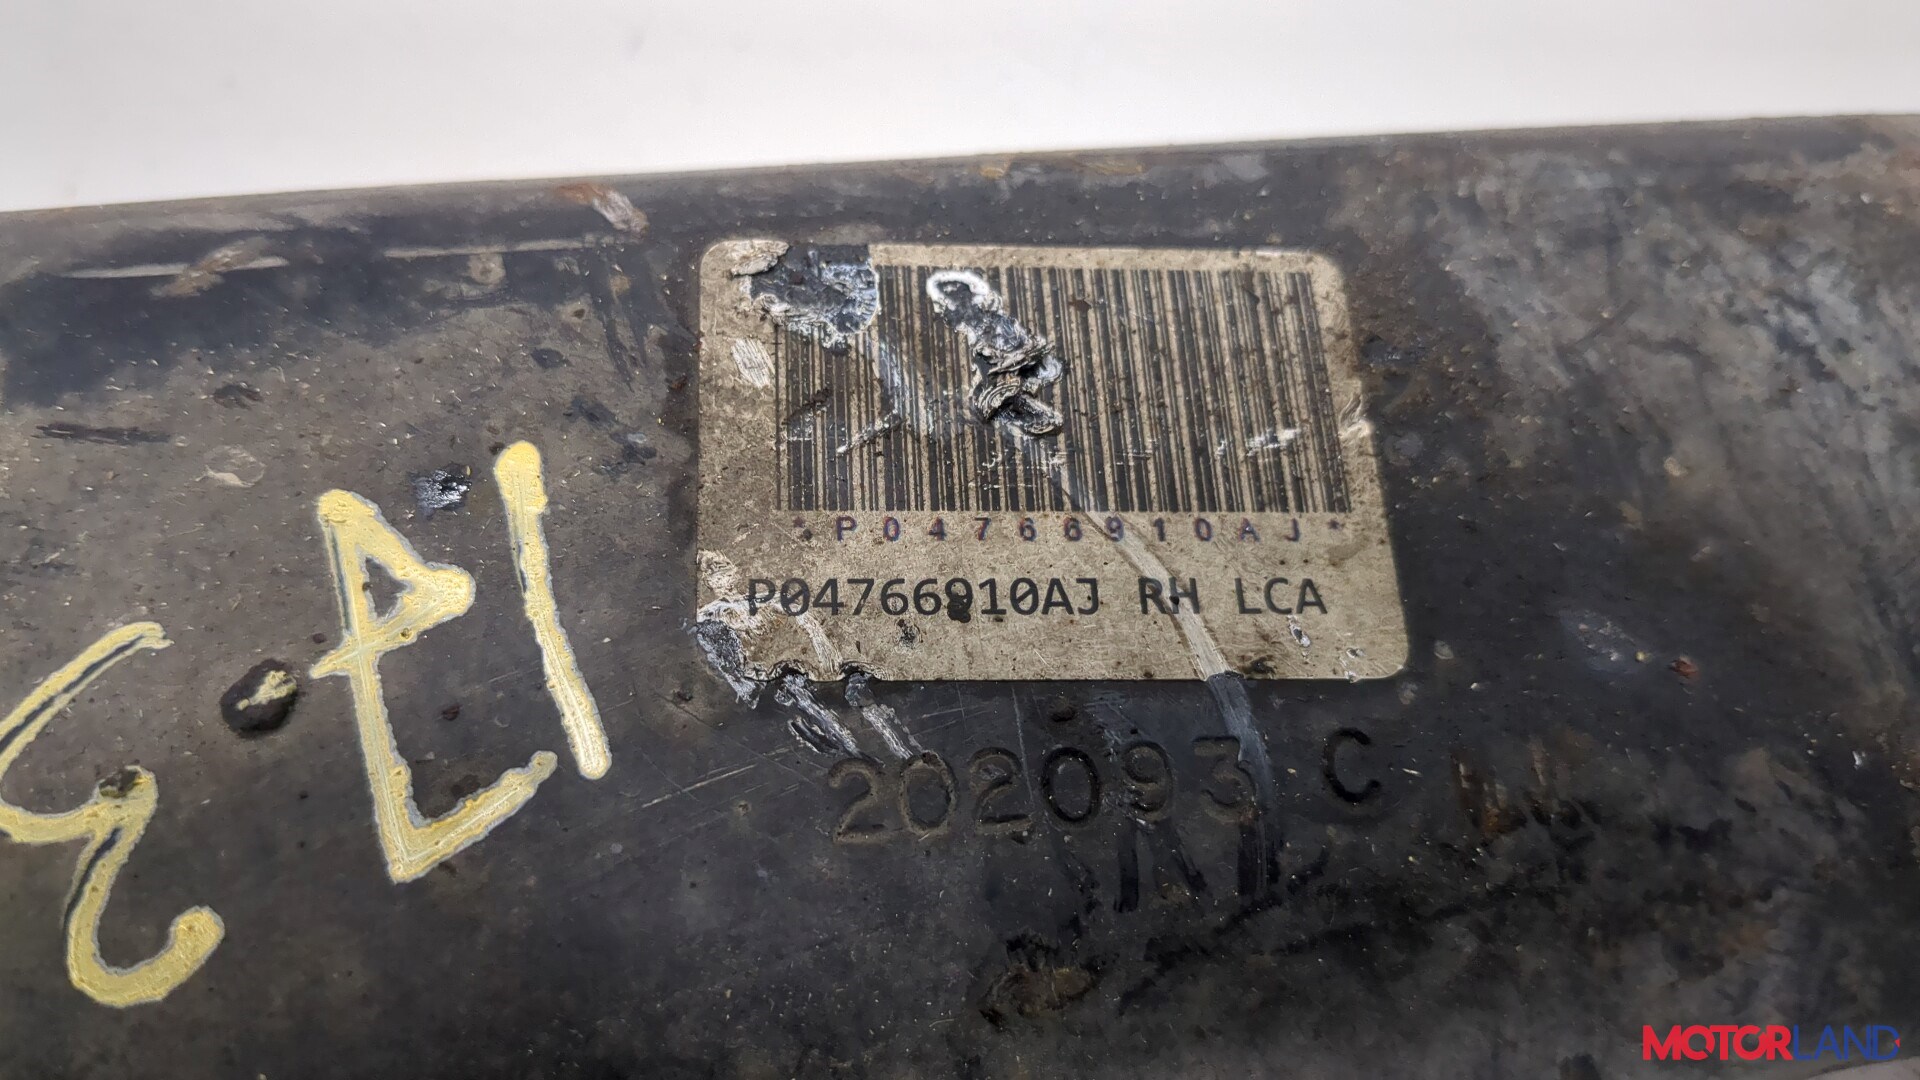 *P04766910AJ*
P04766910AJ RH LCA
202093 C
MOTORLAND